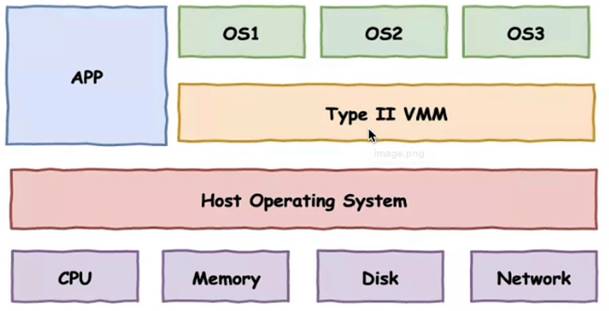 OS1
OS2
OS3
APP
Type II VMM
image.png
Host Operating System
CPU
Memory
Disk
Network